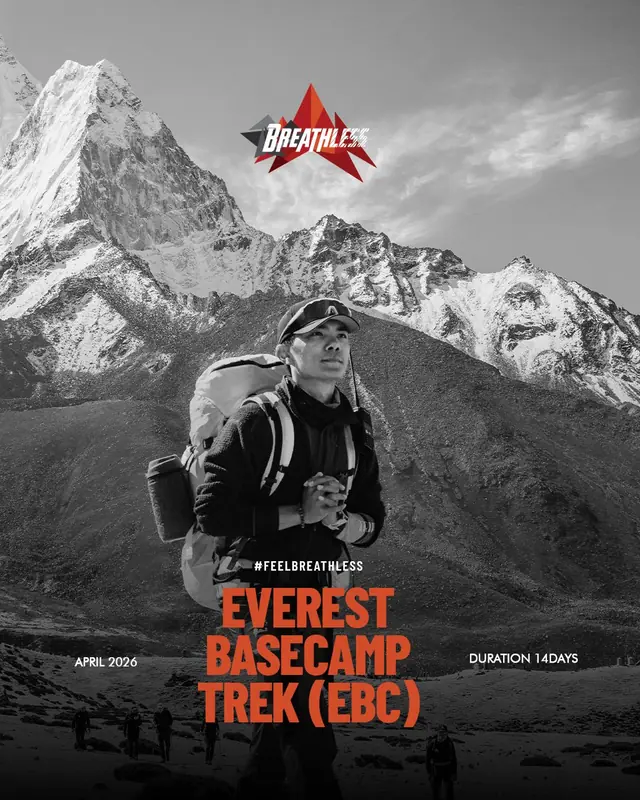 BREATHLESS
#FEELBREATHLESS
EVEREST
BASECAMP
TREK (EBC)
APRIL 2026
DURATION 14DAYS